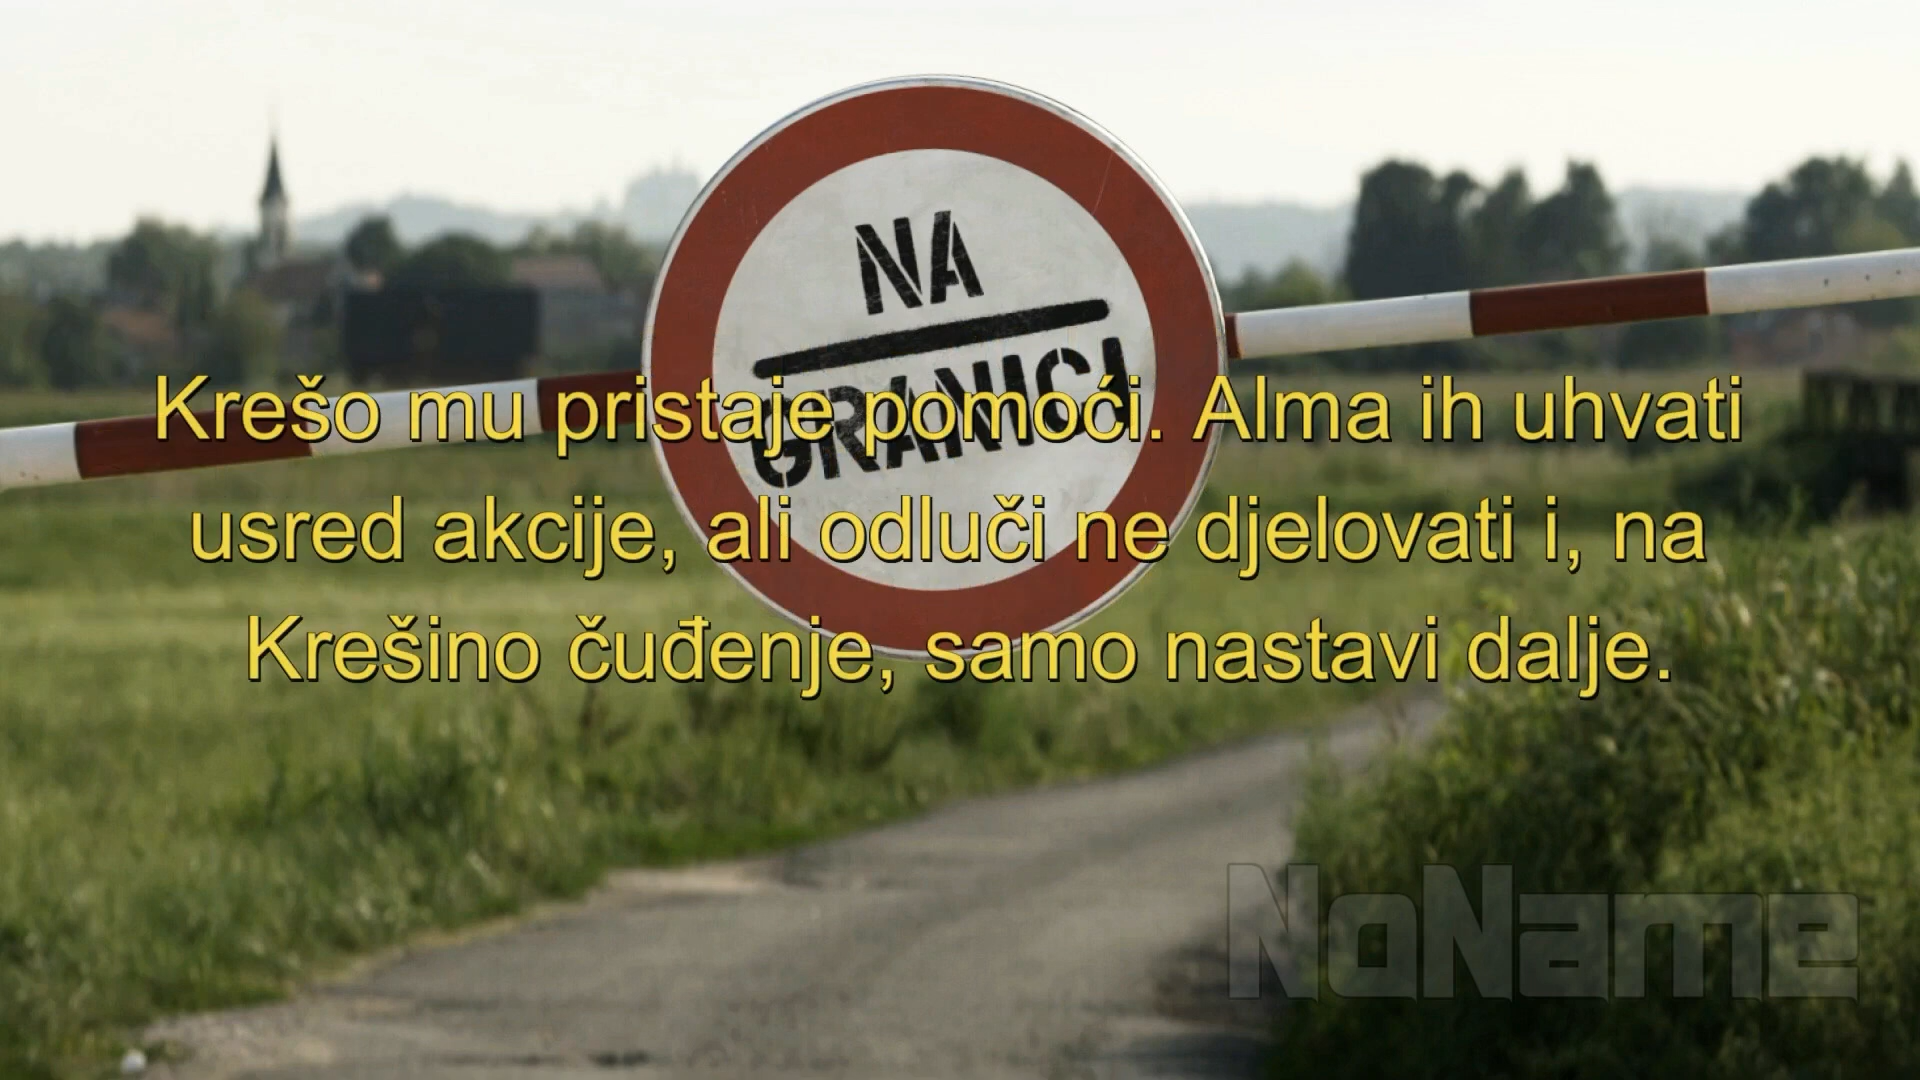 NA
GRANICI
Krešo mu pristaje pomoći. Alma ih uhvati
usred akcije, ali odluči ne djelovati i, na
Krešino čuđenje, samo nastavi dalje.
NoName